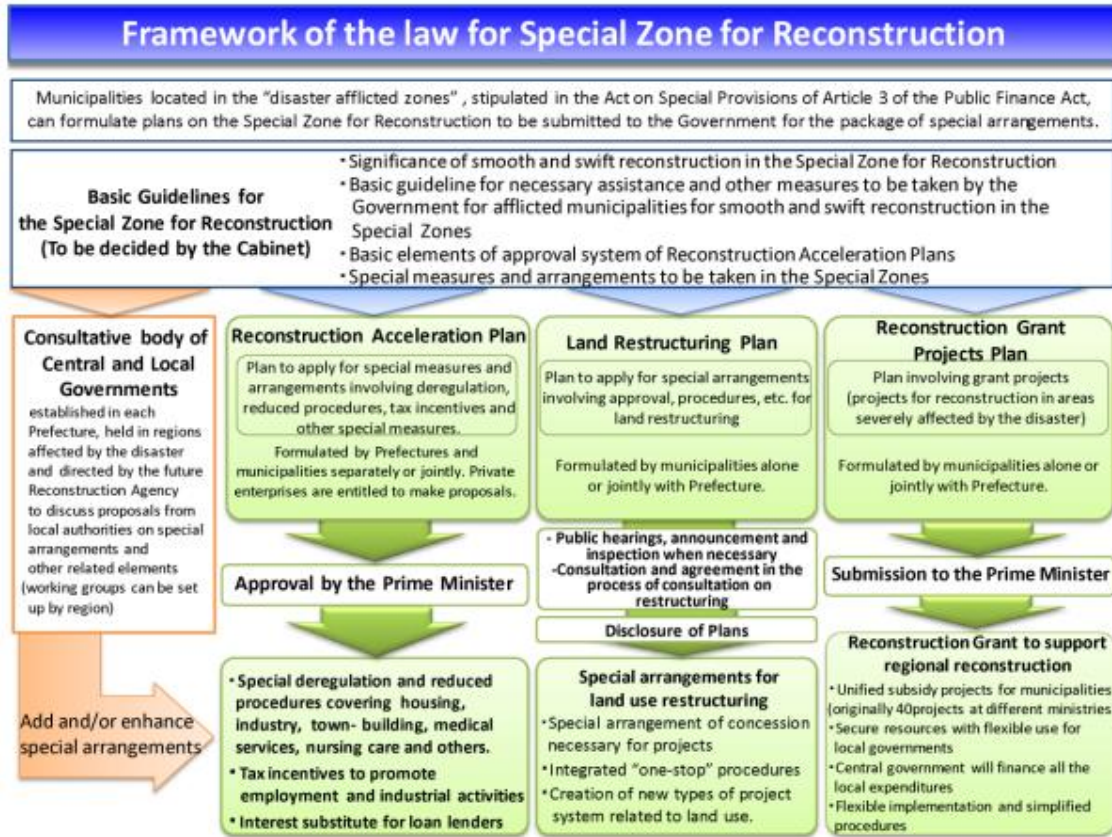 Framework of the law for Special Zone for Reconstruction
Municipalities located in the "disaster afflicted zones" , stipulated in the Act on Special Provisions of Article 3 of the Public Finance Act,
can formulate plans on the Special Zone for Reconstruction to be submitted to the Government for the package of special arrangements.
Basic Guidelines for
the Special Zone for Reconstruction
(To be decided by the Cabinet)
・Significance of smooth and swift reconstruction in the Special Zone for Reconstruction
・Basic guideline for necessary assistance and other measures to be taken by the
Government for afflicted municipalities for smooth and swift reconstruction in the
Special Zones
・Basic elements of approval system of Reconstruction Acceleration Plans
・Special measures and arrangements to be taken in the Special Zones
Consultative body of
Central and Local
Governments
established in each
Prefecture, held in regions
affected by the disaster
and directed by the future
Reconstruction Agency
to discuss proposals from
local authorities on special
arrangements and
other related elements
(working groups can be set
up by region)
Add and/or enhance
special arrangements
Reconstruction Acceleration Plan
Plan to apply for special measures and
arrangements involving deregulation,
reduced procedures, tax incentives and
other special measures.
Formulated by Prefectures and
municipalities separately or jointly. Private
enterprises are entitled to make proposals.
Approval by the Prime Minister
• Special deregulation and reduced
procedures covering housing,
industry, town- building, medical
services, nursing care and others.
• Tax incentives to promote
employment and industrial activities
• Interest substitute for loan lenders
Land Restructuring Plan
Plan to apply for special arrangements
involving approval, procedures, etc. for
land restructuring
Formulated by municipalities alone
or jointly with Prefecture.
- Public hearings, announcement and
inspection when necessary
-Consultation and agreement in the
process of consultation on
restructuring
Disclosure of Plans
Special arrangements for
land use restructuring
・Special arrangement of concession
necessary for projects
・Integrated "one-stop" procedures
・Creation of new types of project
system related to land use.
Reconstruction Grant
Projects Plan
Plan involving grant projects
(projects for reconstruction in areas
severely affected by the disaster)
Formulated by municipalities alone or
jointly with Prefecture.
Submission to the Prime Minister
Reconstruction Grant to support
regional reconstruction
・Unified subsidy projects for municipalities
(originally 40projects at different ministries
・Secure resources with flexible use for
local governments
・Central government will finance all the
local expenditures
・Flexible implementation and simplified
procedures